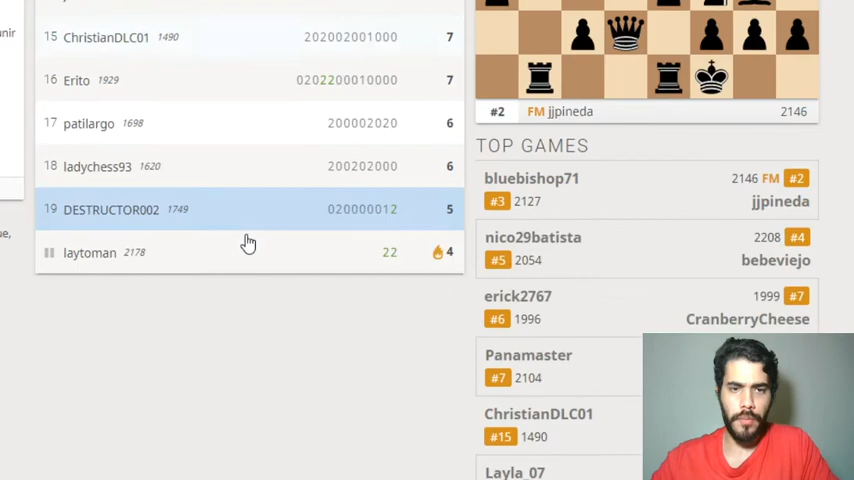 unir
15 ChristianDLC01 1490 202002001000 7
16 Erito 1929 020220010000 7
17 patilargo 1698 200002020 6
18 ladychess93 1620 200202000 6
19 DESTRUCTOR002 1749 020000012 5
laytoman 2178 22 4
ue,
#2 FM jjpineda 2146
TOP GAMES
bluebishop71 2146 FM #2
#3 2127 jjpineda
nico29batista 2208 #4
#5 2054 bebeviejo
erick2767 1999 #7
#6 1996 CranberryCheese
Panamaster
#7 2104
ChristianDLC01
#15 1490
Layla_07